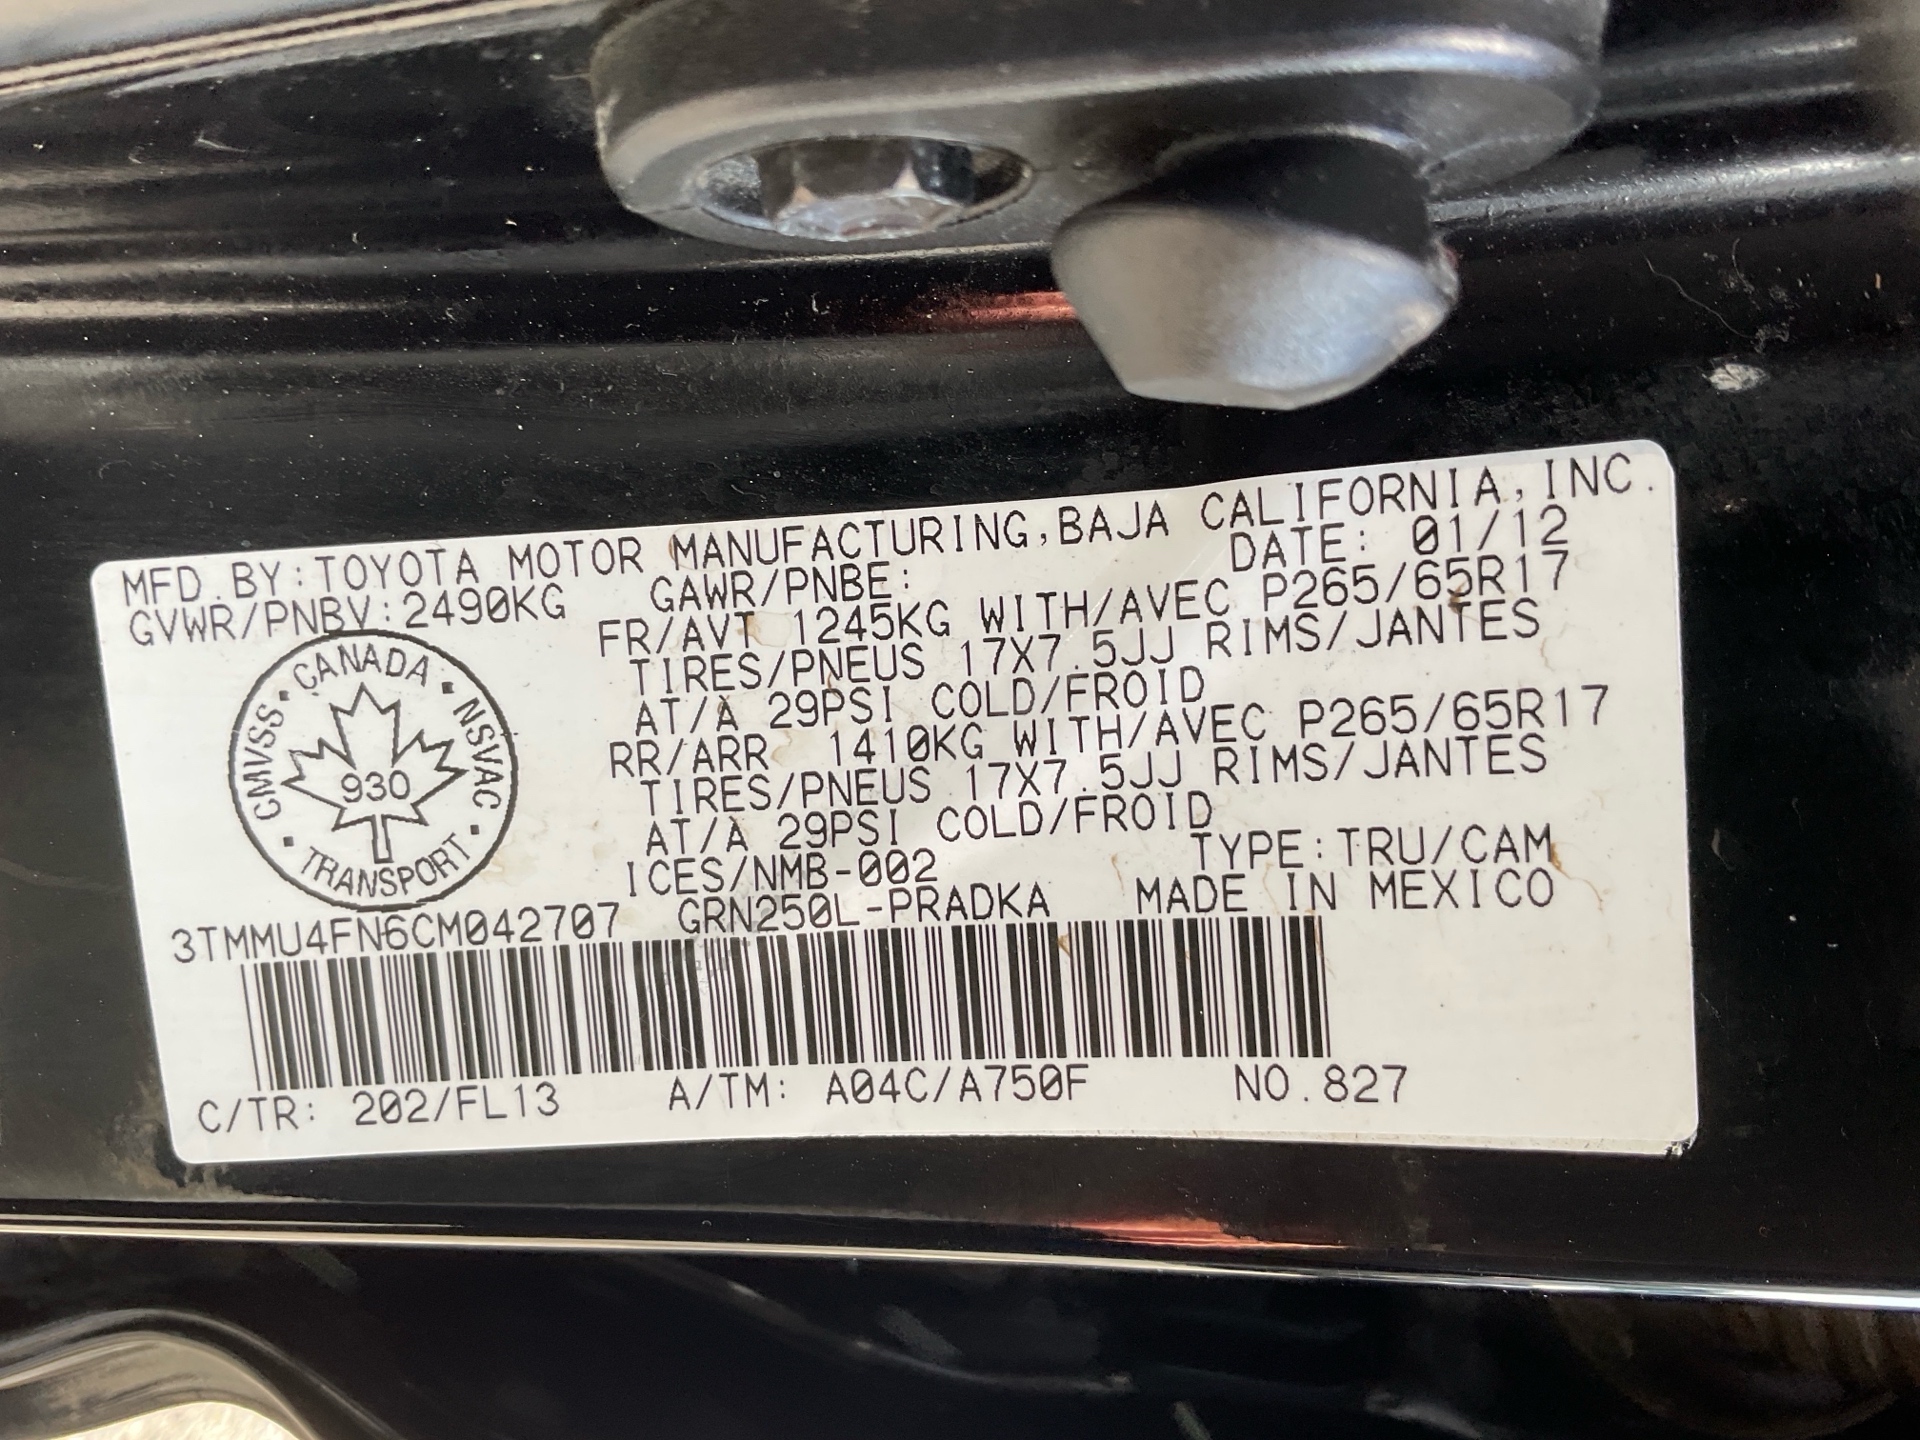 MFD.BY:TOYOTA MOTOR MANUFACTURING,BAJA CALIFORNIA,INC.
GVWR/PNBV:2490KG GAWR/PNBE: DATE: 01/12
FR/AVT 1245KG WITH/AVEC P265/65R17
TIRES/PNEUS 17X7.5JJ RIMS/JANTES
AT/A 29PSI COLD/FROID
RR/ARR 1410KG WITH/AVEC P265/65R17
TIRES/PNEUS 17X7.5JJ RIMS/JANTES
AT/A 29PSI COLD/FROID
ICES/NMB-002 TYPE:TRU/CAM
CANADA
CMVSS · NSVAC
930
TRANSPORT
3TMMU4FN6CM042707 GRN250L-PRADKA MADE IN MEXICO
C/TR: 202/FL13 A/TM: A04C/A750F NO.827